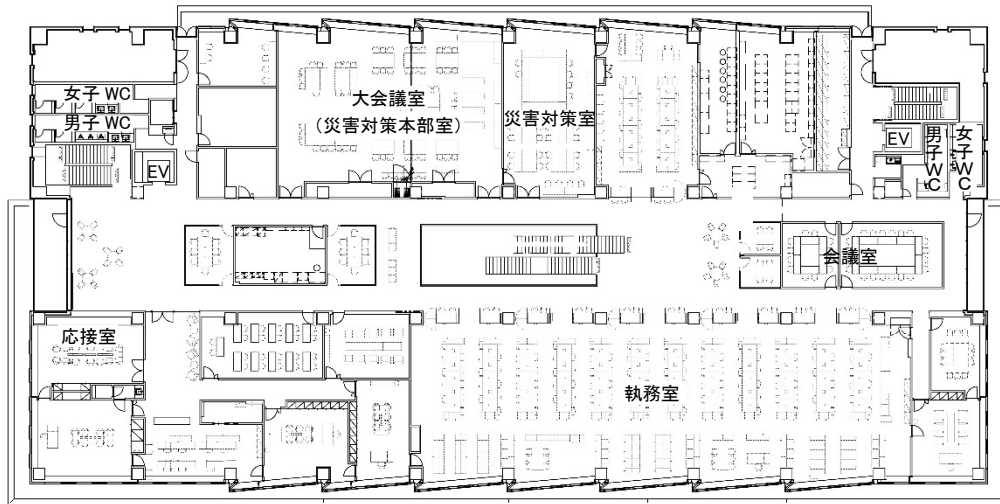 女子 WC
男子 WC
EV
大会議室
（災害対策本部室）
災害対策室
EV
男子WC
女子WC
会議室
応接室
執務室